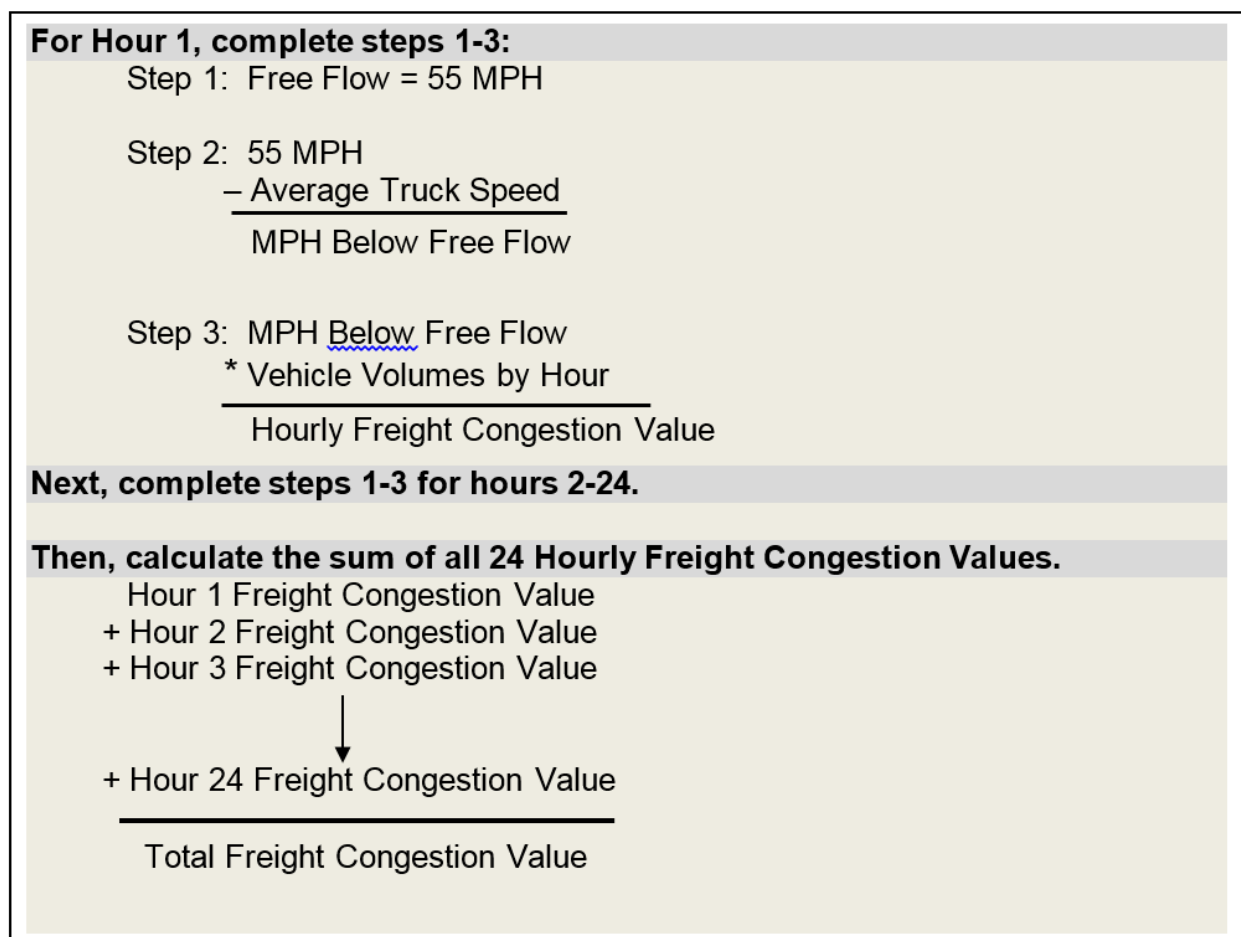 For Hour 1, complete steps 1-3:
Step 1: Free Flow = 55 MPH
Step 2: 55 MPH
– Average Truck Speed
MPH Below Free Flow
Step 3: MPH Below Free Flow
* Vehicle Volumes by Hour
Hourly Freight Congestion Value
Next, complete steps 1-3 for hours 2-24.
Then, calculate the sum of all 24 Hourly Freight Congestion Values.
Hour 1 Freight Congestion Value
+ Hour 2 Freight Congestion Value
+ Hour 3 Freight Congestion Value
+ Hour 24 Freight Congestion Value
Total Freight Congestion Value